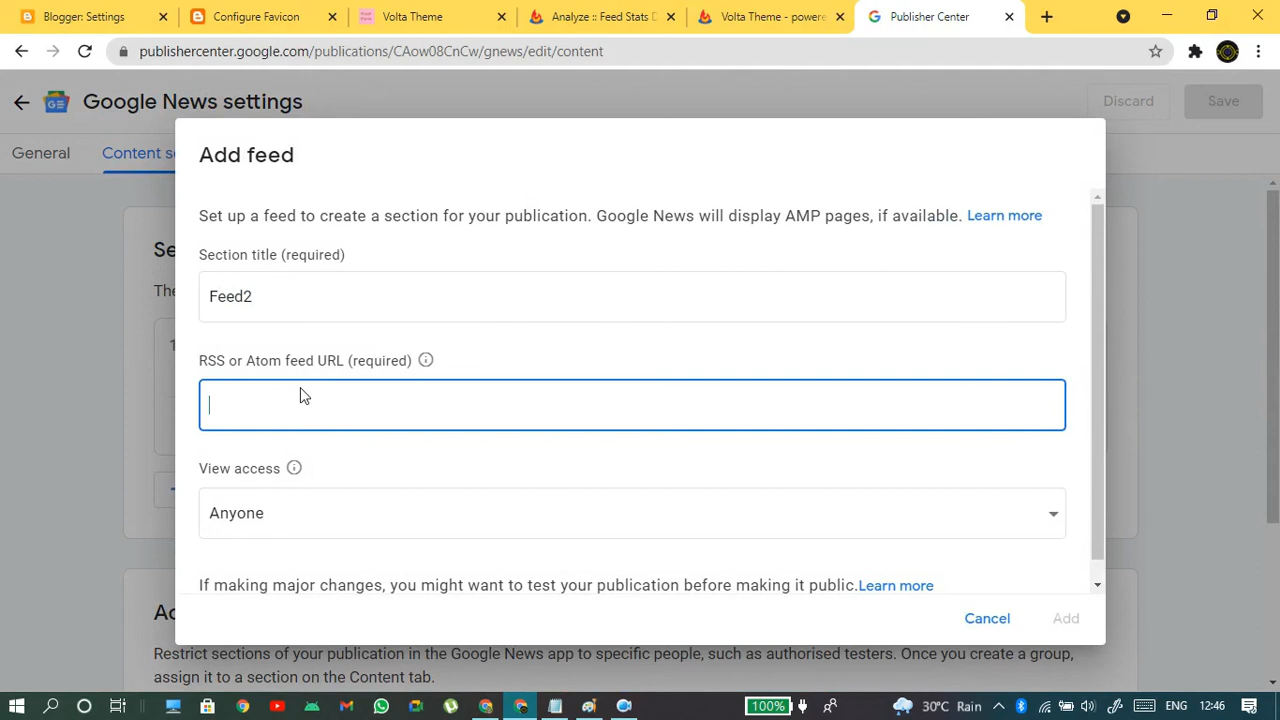 Blogger: Settings
Configure Favicon
Volta Theme
Analyze :: Feed Stats D
Volta Theme - powere
Publisher Center
publishercenter.google.com/publications/CAow08CnCw/gnews/edit/content
Google News settings
Discard
Save
General
Content s
Add feed
Set up a feed to create a section for your publication. Google News will display AMP pages, if available. Learn more
Section title (required)
Feed2
RSS or Atom feed URL (required)
View access
Anyone
If making major changes, you might want to test your publication before making it public.Learn more
Cancel
Add
Se
The
1
Ac
Restrict sections of your publication in the Google News app to specific people, such as authorised testers. Once you create a group,
assign it to a section on the Content tab.
100%
30°C Rain
ENG
12:46